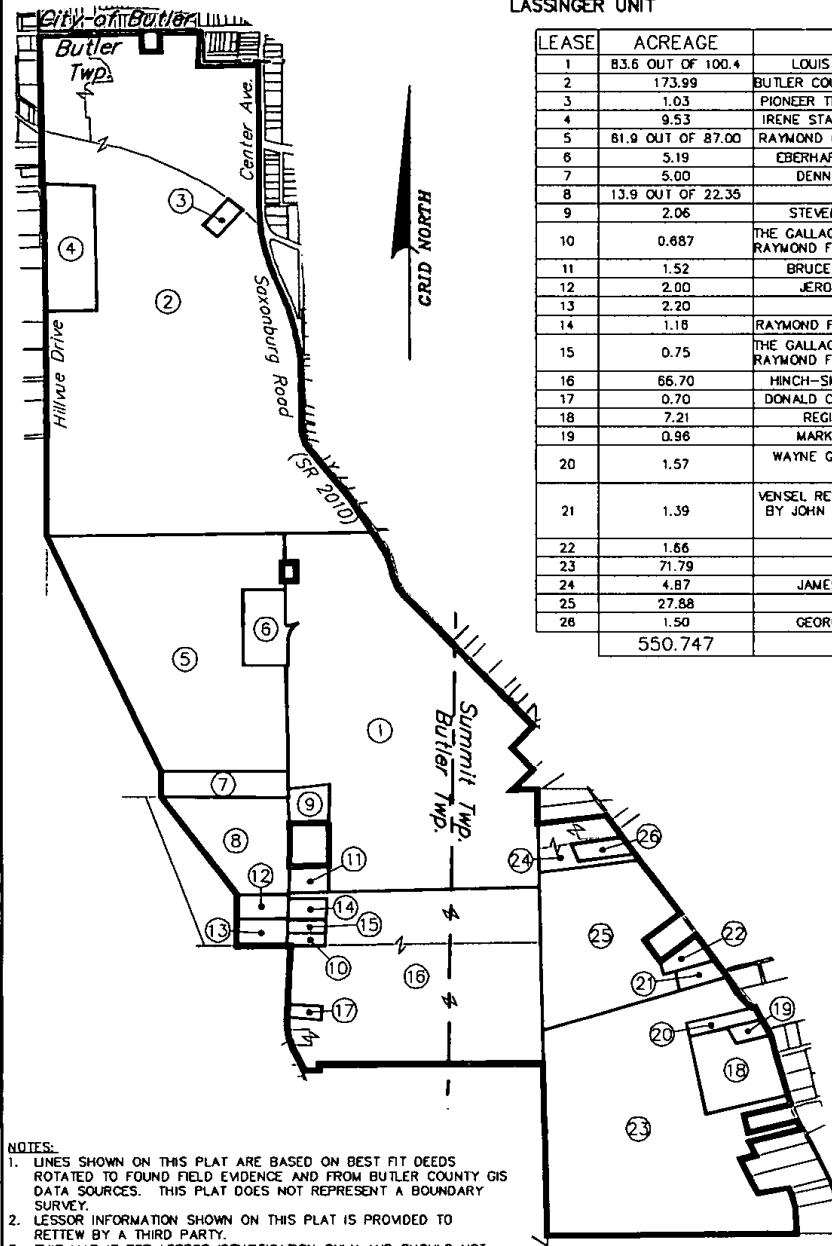 LASSINGER UNIT
LEASE ACREAGE
1 83.6 OUT OF 100.4 LOUIS
2 173.99 BUTLER COU
3 1.03 PIONEER T
4 9.53 IRENE STA
5 61.9 OUT OF 87.00 RAYMOND
6 5.19 EBERHAR
7 5.00 DENN
8 13.9 OUT OF 22.35
9 2.06 STEVE
10 0.687 THE GALLAG
RAYMOND F
11 1.52 BRUCE
12 2.00 JERO
13 2.20
14 1.16 RAYMOND F
15 0.75 THE GALLAG
RAYMOND F
16 66.70 HINCH-S
17 0.70 DONALD C
18 7.21 REGI
19 0.96 MARK
20 1.57 WAYNE G
21 1.39 VENSEL RE
BY JOHN
22 1.66
23 71.79
24 4.87 JAME
25 27.88
26 1.50 GEOR
550.747
City of Butler
Butler
Twp.
Center Ave.
GRID NORTH
3
4
2
Hillvue Drive
Saxonburg Road
(SR 2010)
5
6
1
Summit Twp.
Butler Twp.
7
9
8
11
12
14
15
13
10
16
17
24
26
25
22
21
20
19
18
23
NOTES:
1. LINES SHOWN ON THIS PLAT ARE BASED ON BEST FIT DEEDS
ROTATED TO FOUND FIELD EVIDENCE AND FROM BUTLER COUNTY GIS
DATA SOURCES. THIS PLAT DOES NOT REPRESENT A BOUNDARY
SURVEY.
2. LESSOR INFORMATION SHOWN ON THIS PLAT IS PROVIDED TO
RETTEW BY A THIRD PARTY.